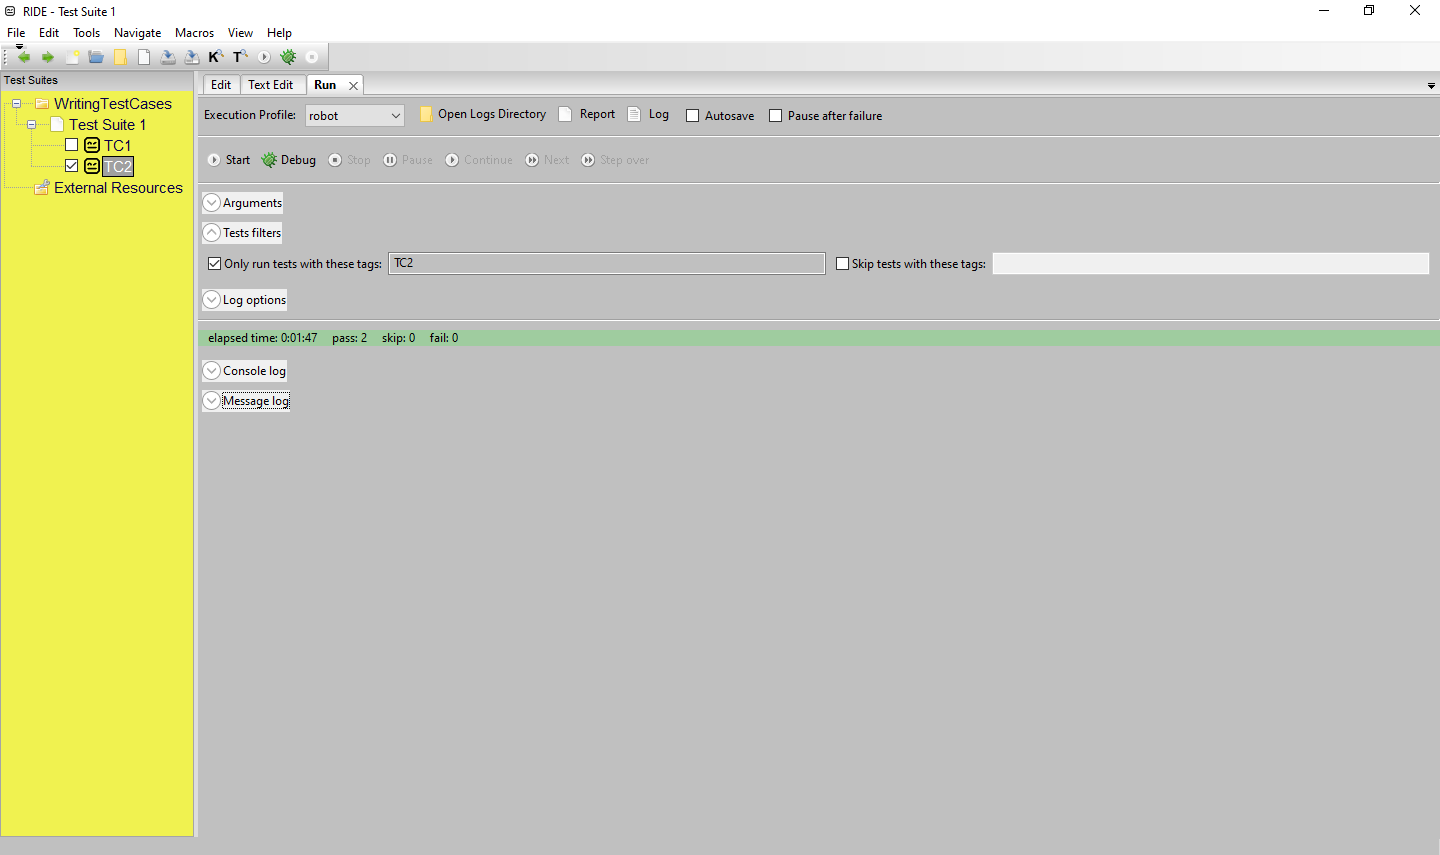 RIDE - Test Suite 1
File Edit Tools Navigate Macros View Help
K T
Test Suites
WritingTestCases
Test Suite 1
TC1
TC2
External Resources
Edit Text Edit Run
Execution Profile: robot Open Logs Directory Report Log Autosave Pause after failure
Start Debug Stop Pause Continue Next Step over
Arguments
Tests filters
Only run tests with these tags: TC2 Skip tests with these tags:
Log options
elapsed time: 0:01:47 pass: 2 skip: 0 fail: 0
Console log
Message log